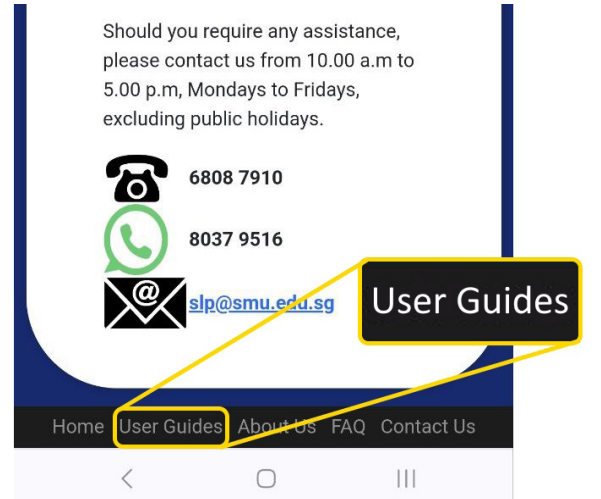 Should you require any assistance,
please contact us from 10.00 a.m to
5.00 p.m, Mondays to Fridays,
excluding public holidays.
6808 7910
8037 9516
@
slp@smu.edu.sg
User Guides
Home User Guides About Us FAQ Contact Us